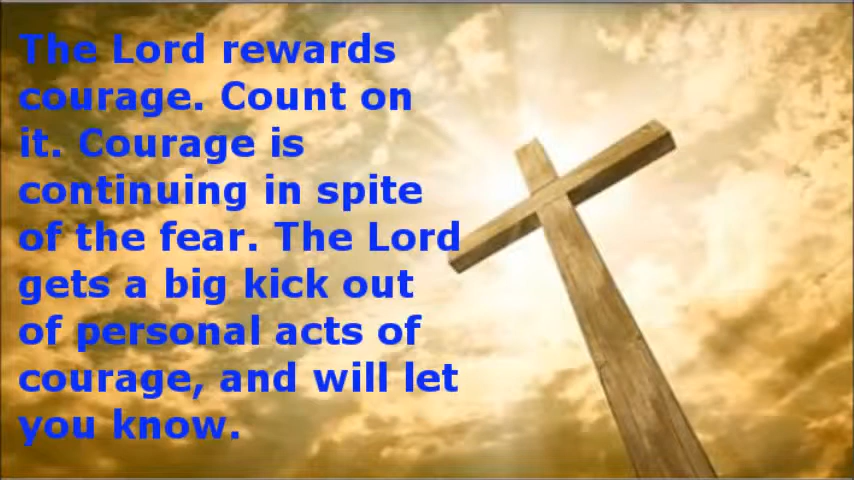 The Lord rewards
courage. Count on
it. Courage is
continuing in spite
of the fear. The Lord
gets a big kick out
of personal acts of
courage, and will let
you know.